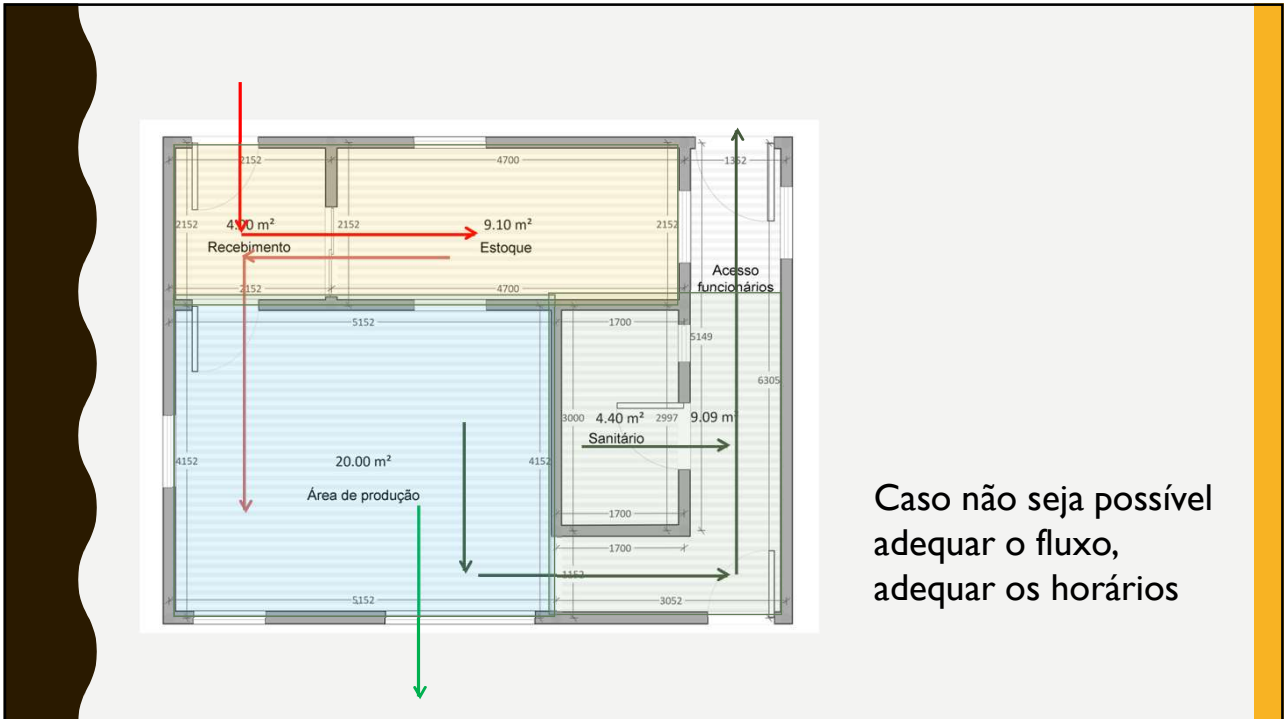 2152
4700
1352
2152
4.90 m²
2152
9.10 m²
2152
Recebimento
Estoque
Acesso
funcionários
2152
4700
5152
1700
5149
6305
3000
4.40 m²
2997
9.09 m²
Sanitário
4152
20.00 m²
4152
Área de produção
1700
1700
1152
5152
3052
Caso não seja possível
adequar o fluxo,
adequar os horários